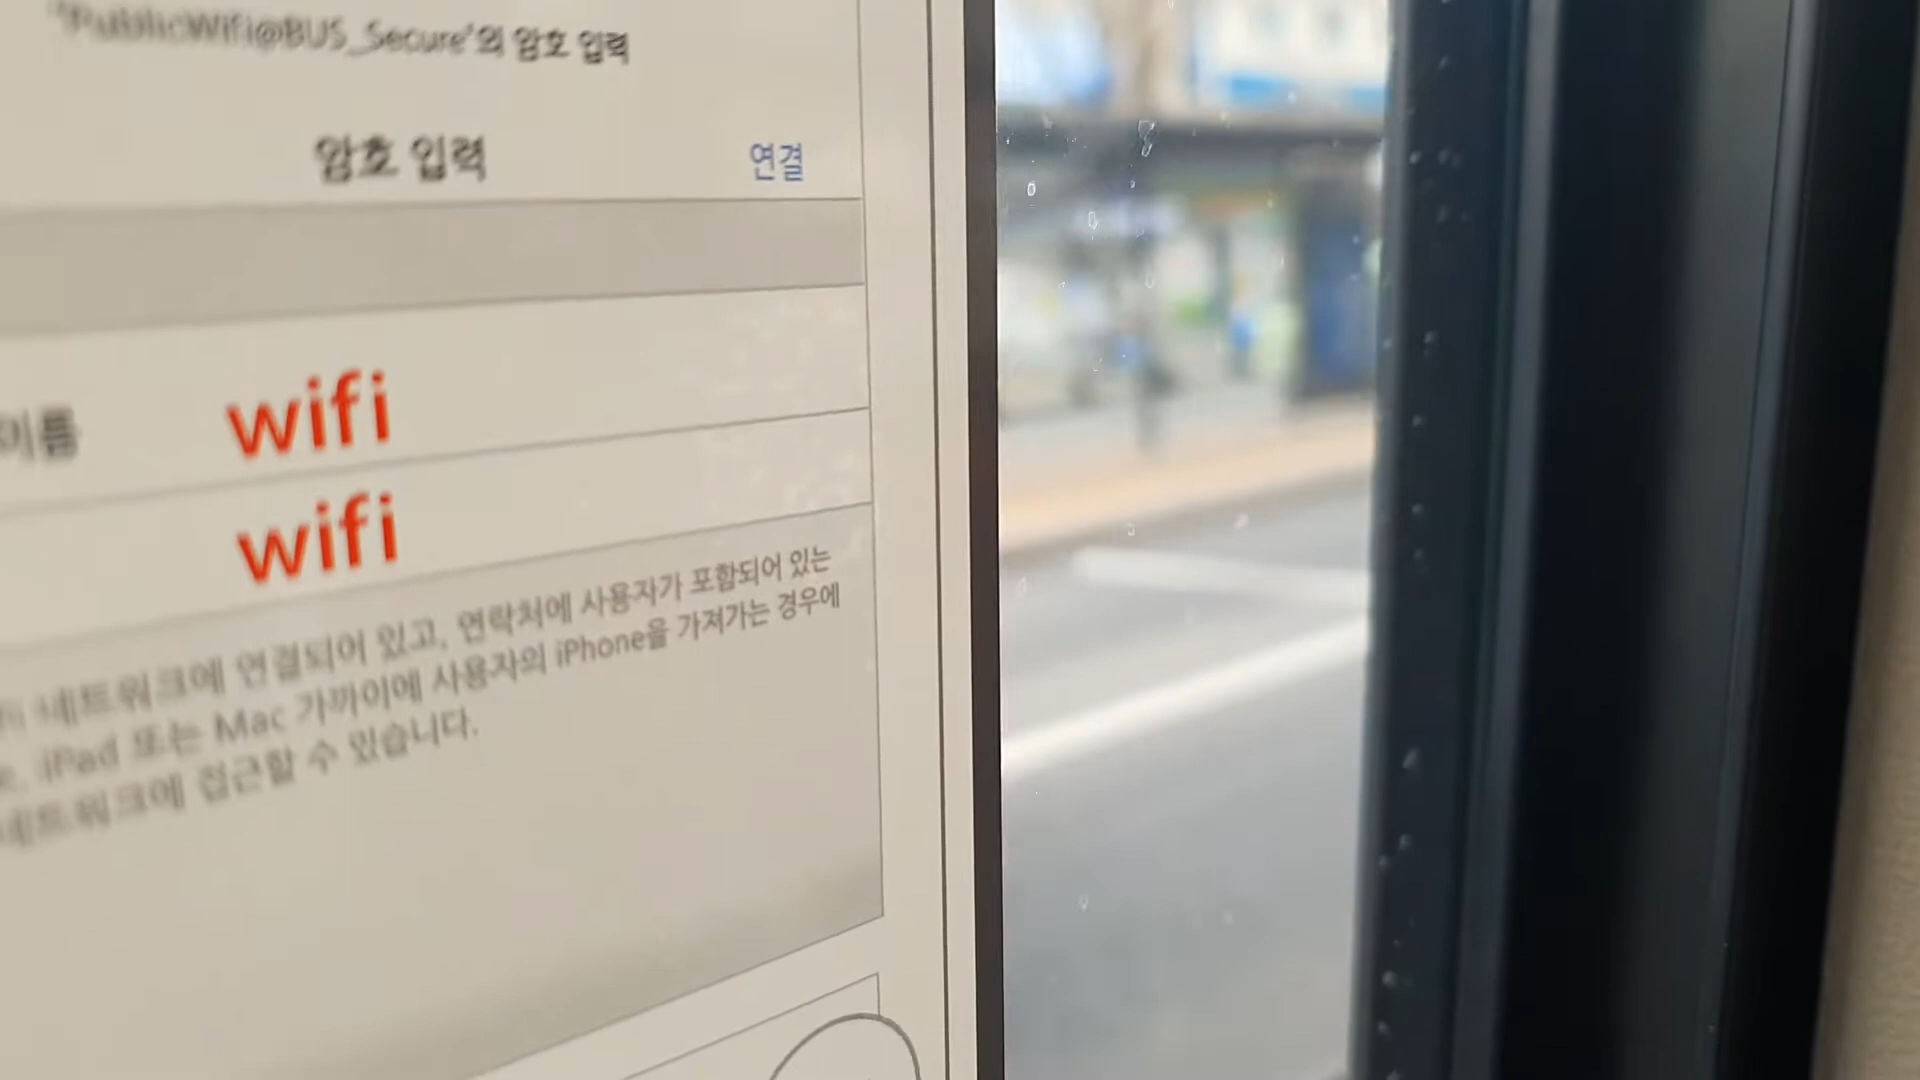 'PublicWifi@BUS_Secure'의 암호 입력
암호 입력 연결
이름 wifi
wifi
네트워크에 연결되어 있고, 연락처에 사용자가 포함되어 있는
iPad 또는 Mac 가까이에 사용자의 iPhone을 가져가는 경우에
네트워크에 접근할 수 있습니다.